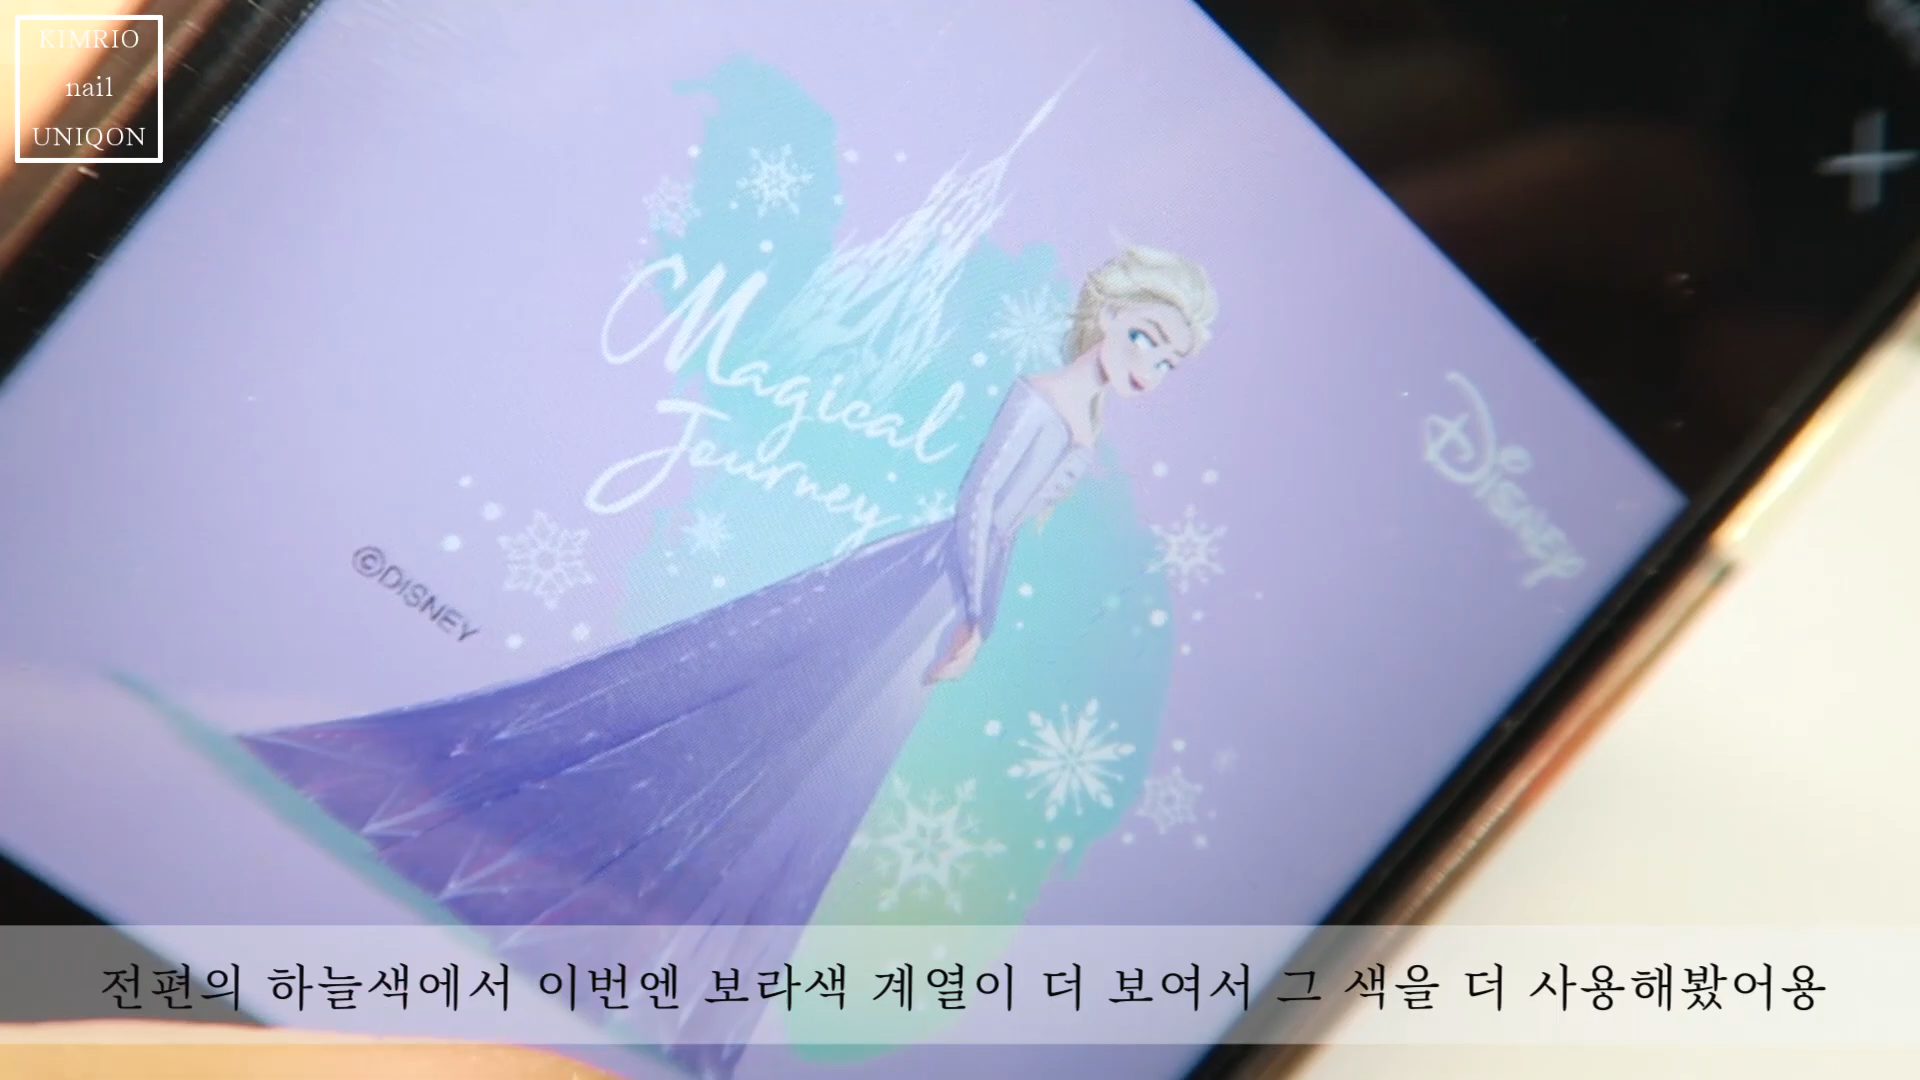 KIMRIO
nail
UNIQON
Magical
Journey
DISNEY
©DISNEY
전편의 하늘색에서 이번엔 보라색 계열이 더 보여서 그 색을 더 사용해봤어용